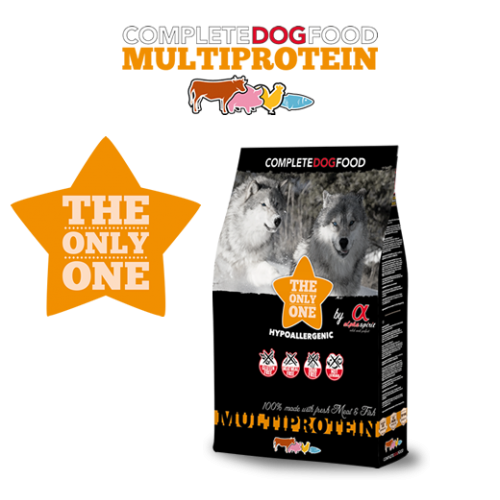 COMPLETEDOGFOOD
MULTIPROTEIN
THE
ONLY
ONE
COMPLETEDOGFOOD
THE
ONLY
ONE
by α
alpha spirit
HYPOALLERGENIC
100% made with fresh Meat & Fish
MULTIPROTEIN
COMPLETEDOGFOOD